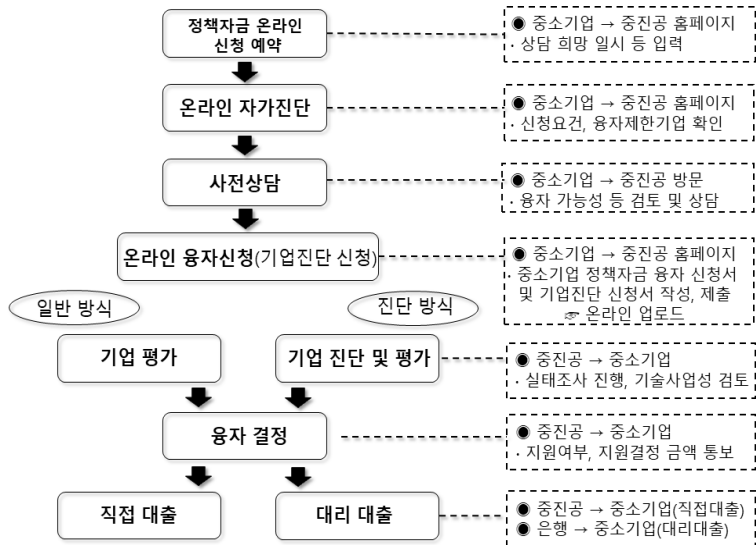 정책자금 온라인
신청 예약
◉ 중소기업 → 중진공 홈페이지
· 상담 희망 일시 등 입력
온라인 자가진단
◉ 중소기업 → 중진공 홈페이지
· 신청요건, 융자제한기업 확인
사전상담
◉ 중소기업 → 중진공 방문
· 융자 가능성 등 검토 및 상담
온라인 융자신청(기업진단 신청)
◉ 중소기업 → 중진공 홈페이지
· 중소기업 정책자금 융자 신청서
및 기업진단 신청서 작성, 제출
☞ 온라인 업로드
일반 방식
진단 방식
기업 평가
기업 진단 및 평가
◉ 중진공 → 중소기업
· 실태조사 진행, 기술사업성 검토
융자 결정
◉ 중진공 → 중소기업
· 지원여부, 지원결정 금액 통보
직접 대출
대리 대출
◉ 중진공 → 중소기업(직접대출)
◉ 은행 → 중소기업(대리대출)